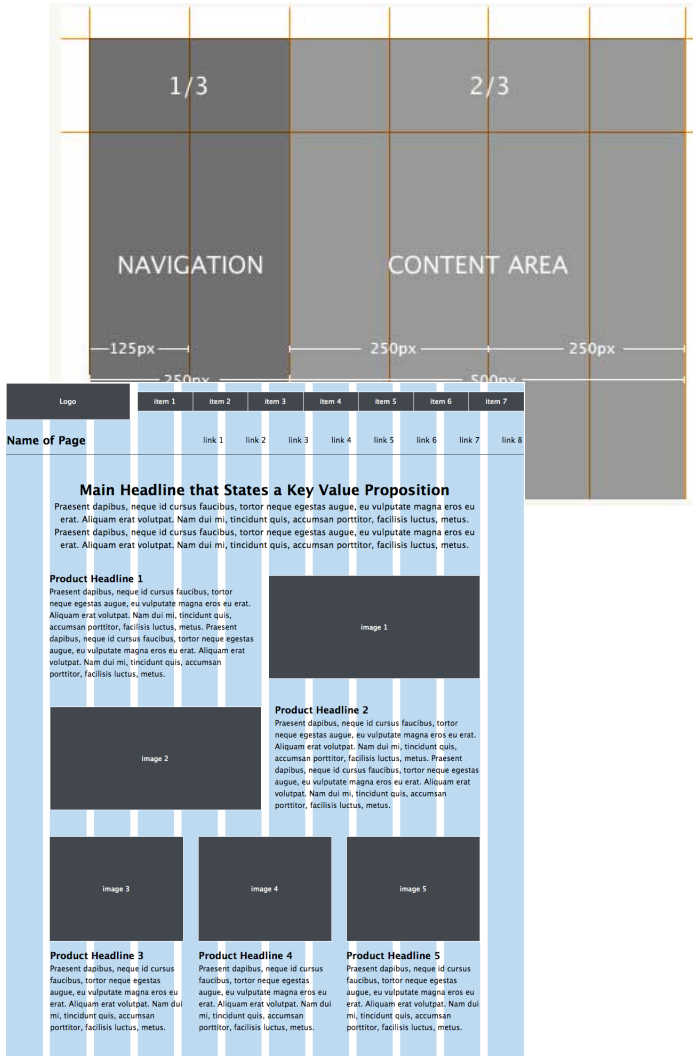 1/3 2/3
NAVIGATION CONTENT AREA
125px 250px 250px
250px 500px
Logo item 1 item 2 item 3 item 4 item 5 item 6 item 7
Name of Page link 1 link 2 link 3 link 4 link 5 link 6 link 7 link 8
Main Headline that States a Key Value Proposition
Praesent dapibus, neque id cursus faucibus, tortor neque egestas augue, eu vulputate magna eros eu
erat. Aliquam erat volutpat. Nam dui mi, tincidunt quis, accumsan porttitor, facilisis luctus, metus.
Praesent dapibus, neque id cursus faucibus, tortor neque egestas augue, eu vulputate magna eros eu
erat. Aliquam erat volutpat. Nam dui mi, tincidunt quis, accumsan porttitor, facilisis luctus, metus.
Product Headline 1
Praesent dapibus, neque id cursus faucibus, tortor
neque egestas augue, eu vulputate magna eros eu erat.
Aliquam erat volutpat. Nam dui mi, tincidunt quis,
accumsan porttitor, facilisis luctus, metus. Praesent
dapibus, neque id cursus faucibus, tortor neque egestas
augue, eu vulputate magna eros eu erat. Aliquam erat
volutpat. Nam dui mi, tincidunt quis, accumsan
porttitor, facilisis luctus, metus.
image 1
image 2
Product Headline 2
Praesent dapibus, neque id cursus faucibus, tortor
neque egestas augue, eu vulputate magna eros eu erat.
Aliquam erat volutpat. Nam dui mi, tincidunt quis,
accumsan porttitor, facilisis luctus, metus. Praesent
dapibus, neque id cursus faucibus, tortor neque egestas
augue, eu vulputate magna eros eu erat. Aliquam erat
volutpat. Nam dui mi, tincidunt quis, accumsan
porttitor, facilisis luctus, metus.
image 3
Product Headline 3
Praesent dapibus, neque id cursus
faucibus, tortor neque egestas
augue, eu vulputate magna eros eu
erat. Aliquam erat volutpat. Nam dui
mi, tincidunt quis, accumsan
porttitor, facilisis luctus, metus.
image 4
Product Headline 4
Praesent dapibus, neque id cursus
faucibus, tortor neque egestas
augue, eu vulputate magna eros eu
erat. Aliquam erat volutpat. Nam dui
mi, tincidunt quis, accumsan
porttitor, facilisis luctus, metus.
image 5
Product Headline 5
Praesent dapibus, neque id cursus
faucibus, tortor neque egestas
augue, eu vulputate magna eros eu
erat. Aliquam erat volutpat. Nam dui
mi, tincidunt quis, accumsan
porttitor, facilisis luctus, metus.